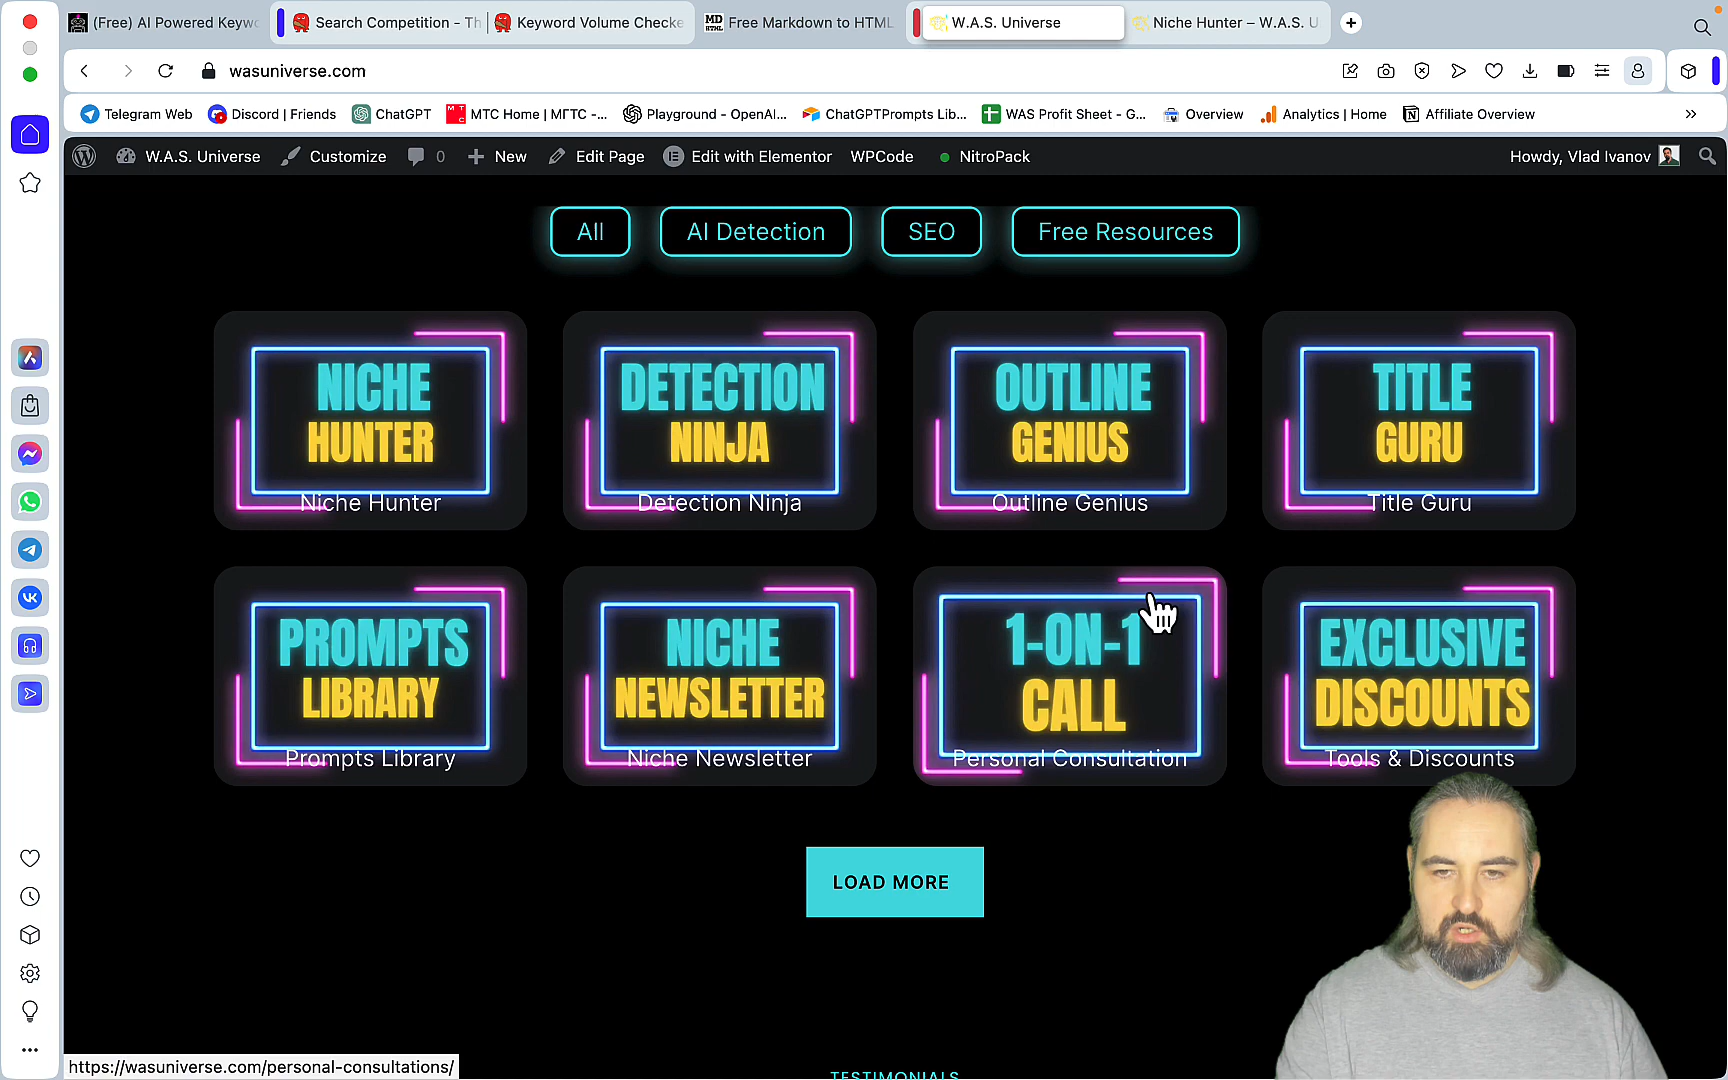 (Free) AI Powered Keyw
Search Competition - Th
Keyword Volume Checke
Free Markdown to HTML
W.A.S. Universe
Niche Hunter – W.A.S. U
wasuniverse.com
Telegram Web
Discord | Friends
ChatGPT
МТС Home | МГТС -...
Playground - OpenAI...
ChatGPTPrompts Lib...
WAS Profit Sheet - G...
Overview
Analytics | Home
Affiliate Overview
W.A.S. Universe
Customize
0
New
Edit Page
Edit with Elementor
WPCode
NitroPack
Howdy, Vlad Ivanov
All
AI Detection
SEO
Free Resources
NICHE
HUNTER
Niche Hunter
DETECTION
NINJA
Detection Ninja
OUTLINE
GENIUS
Outline Genius
TITLE
GURU
Title Guru
PROMPTS
LIBRARY
Prompts Library
NICHE
NEWSLETTER
Niche Newsletter
1-ON-1
CALL
Personal Consultation
EXCLUSIVE
DISCOUNTS
Tools & Discounts
LOAD MORE
TESTIMONIALS
https://wasuniverse.com/personal-consultations/